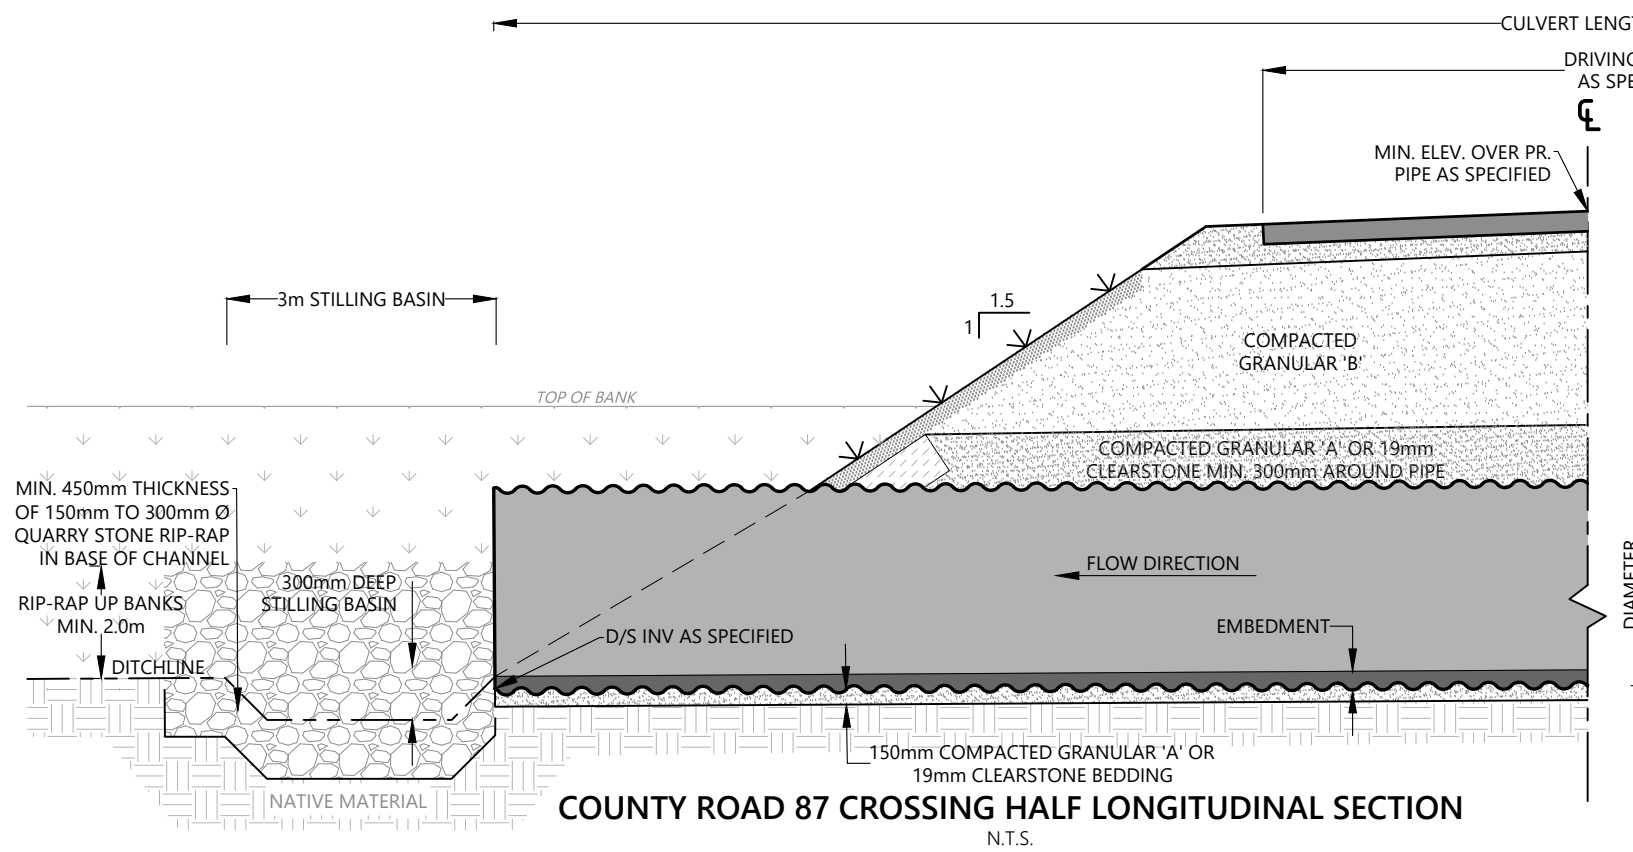 CULVERT LENGT
DRIVING
AS SPE
℄
MIN. ELEV. OVER PR.
PIPE AS SPECIFIED
3m STILLING BASIN
1.5
1
COMPACTED
GRANULAR 'B'
TOP OF BANK
COMPACTED GRANULAR 'A' OR 19mm
CLEARSTONE MIN. 300mm AROUND PIPE
MIN. 450mm THICKNESS
OF 150mm TO 300mm Ø
QUARRY STONE RIP-RAP
IN BASE OF CHANNEL
300mm DEEP
STILLING BASIN
FLOW DIRECTION
DIAMETER
RIP-RAP UP BANKS
MIN. 2.0m
D/S INV AS SPECIFIED
EMBEDMENT
DITCHLINE
150mm COMPACTED GRANULAR 'A' OR
19mm CLEARSTONE BEDDING
NATIVE MATERIAL
COUNTY ROAD 87 CROSSING HALF LONGITUDINAL SECTION
N.T.S.